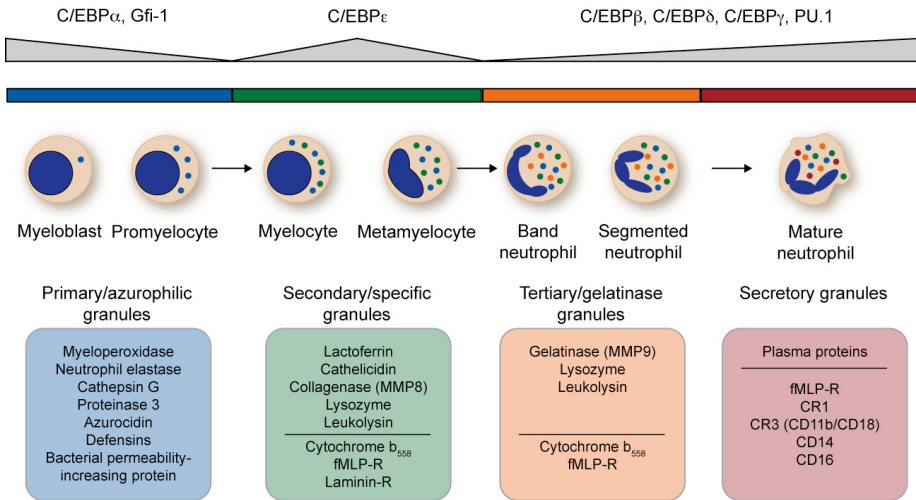 C/EBPα, Gfi-1
C/EBPε
C/EBPβ, C/EBPδ, C/EBPγ, PU.1
Myeloblast
Promyelocyte
Myelocyte
Metamyelocyte
Band
neutrophil
Segmented
neutrophil
Mature
neutrophil
Primary/azurophilic
granules
Myeloperoxidase
Neutrophil elastase
Cathepsin G
Proteinase 3
Azurocidin
Defensins
Bacterial permeability-
increasing protein
Secondary/specific
granules
Lactoferrin
Cathelicidin
Collagenase (MMP8)
Lysozyme
Leukolysin
Cytochrome b558
fMLP-R
Laminin-R
Tertiary/gelatinase
granules
Gelatinase (MMP9)
Lysozyme
Leukolysin
Cytochrome b558
fMLP-R
Secretory granules
Plasma proteins
fMLP-R
CR1
CR3 (CD11b/CD18)
CD14
CD16